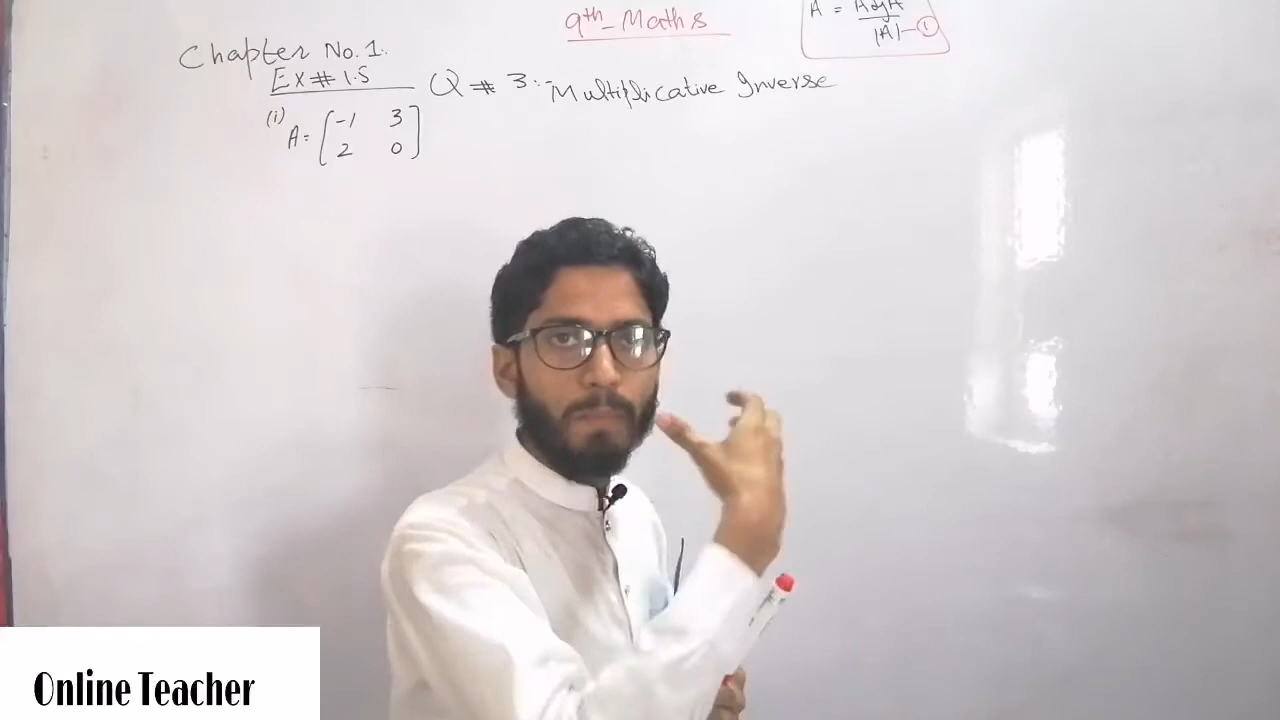 9th - Maths
A = AdjA
|A| - ①
Chapter No. 1.
Ex # 1.5 Q # 3:- Multiplicative Inverse
(i) A = [ -1 3
2 0 ]
Online Teacher